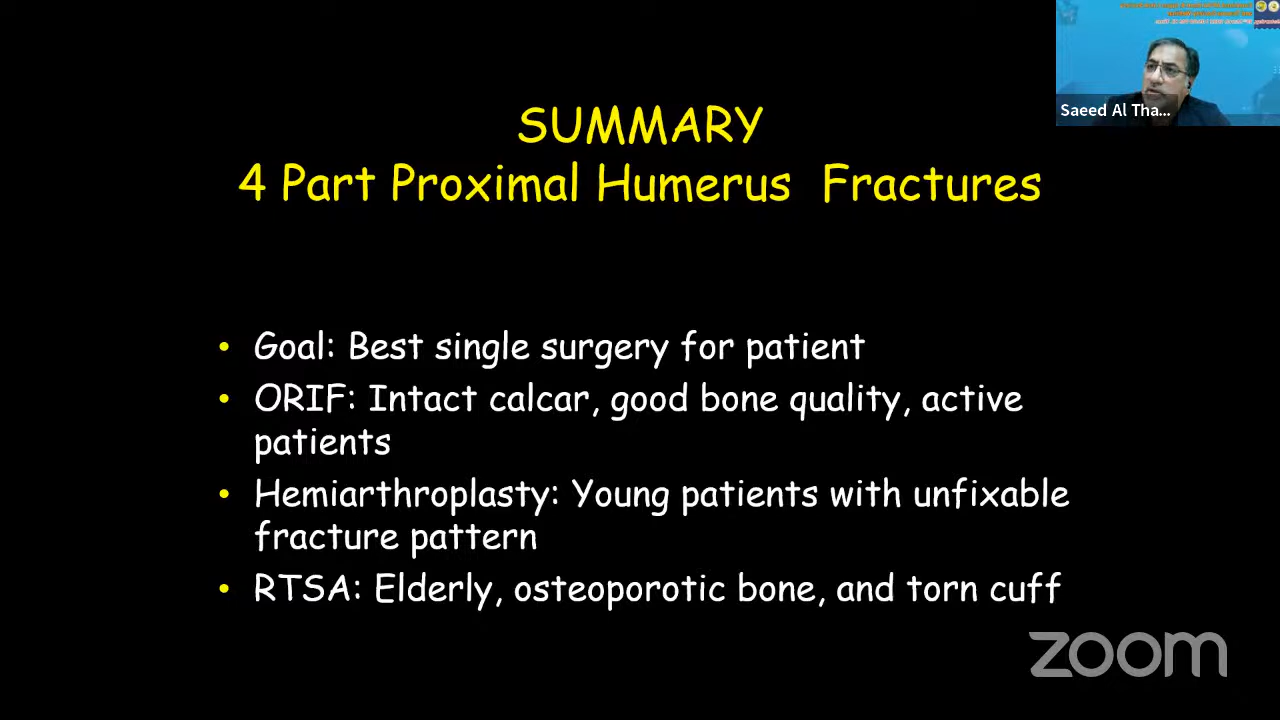 SUMMARY
4 Part Proximal Humerus Fractures
• Goal: Best single surgery for patient
• ORIF: Intact calcar, good bone quality, active
patients
• Hemiarthroplasty: Young patients with unfixable
fracture pattern
• RTSA: Elderly, osteoporotic bone, and torn cuff
Saeed Al Tha...
zoom